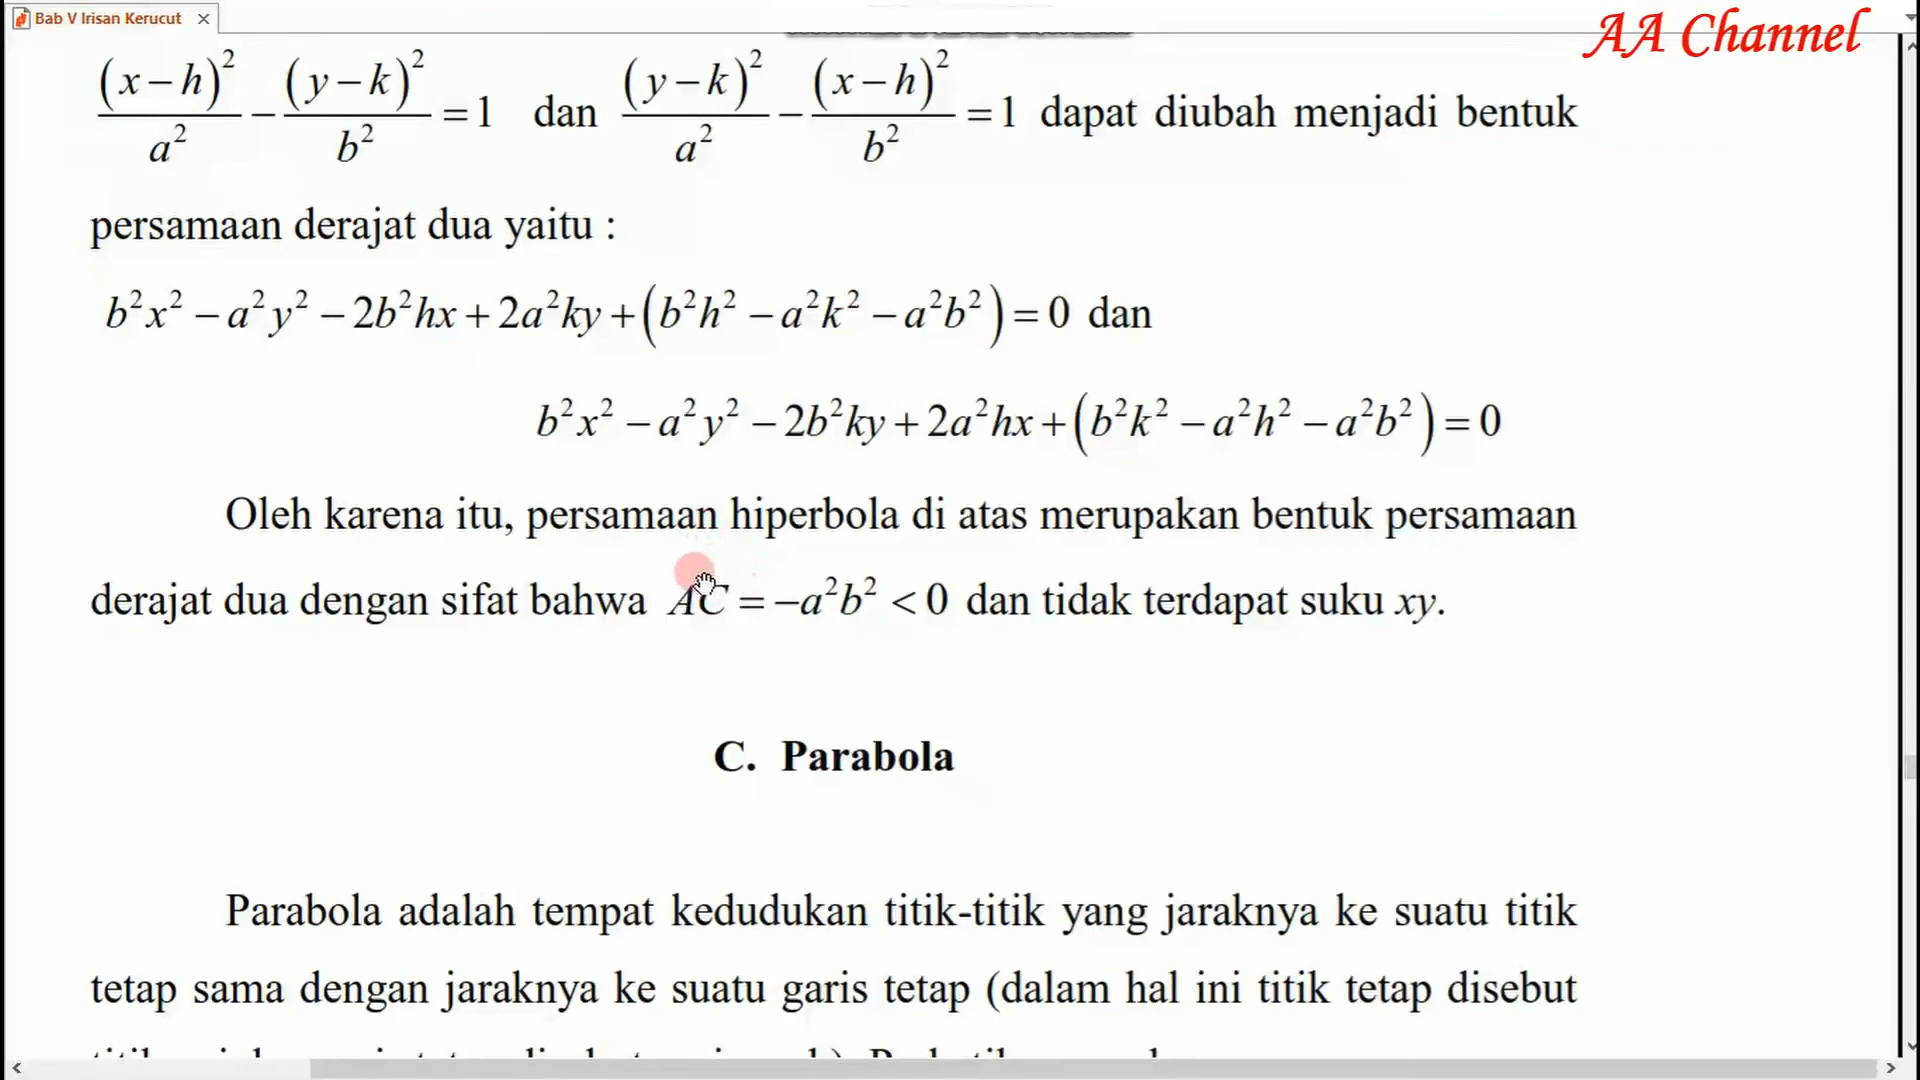 Bab V Irisan Kerucut
AA Channel
(x−h)²/a² − (y−k)²/b² = 1 dan (y−k)²/a² − (x−h)²/b² = 1 dapat diubah menjadi bentuk
persamaan derajat dua yaitu :
b²x² − a²y² − 2b²hx + 2a²ky + (b²h² − a²k² − a²b²) = 0 dan
b²x² − a²y² − 2b²ky + 2a²hx + (b²k² − a²h² − a²b²) = 0
Oleh karena itu, persamaan hiperbola di atas merupakan bentuk persamaan
derajat dua dengan sifat bahwa AC = −a²b² < 0 dan tidak terdapat suku xy.
C. Parabola
Parabola adalah tempat kedudukan titik-titik yang jaraknya ke suatu titik
tetap sama dengan jaraknya ke suatu garis tetap (dalam hal ini titik tetap disebut